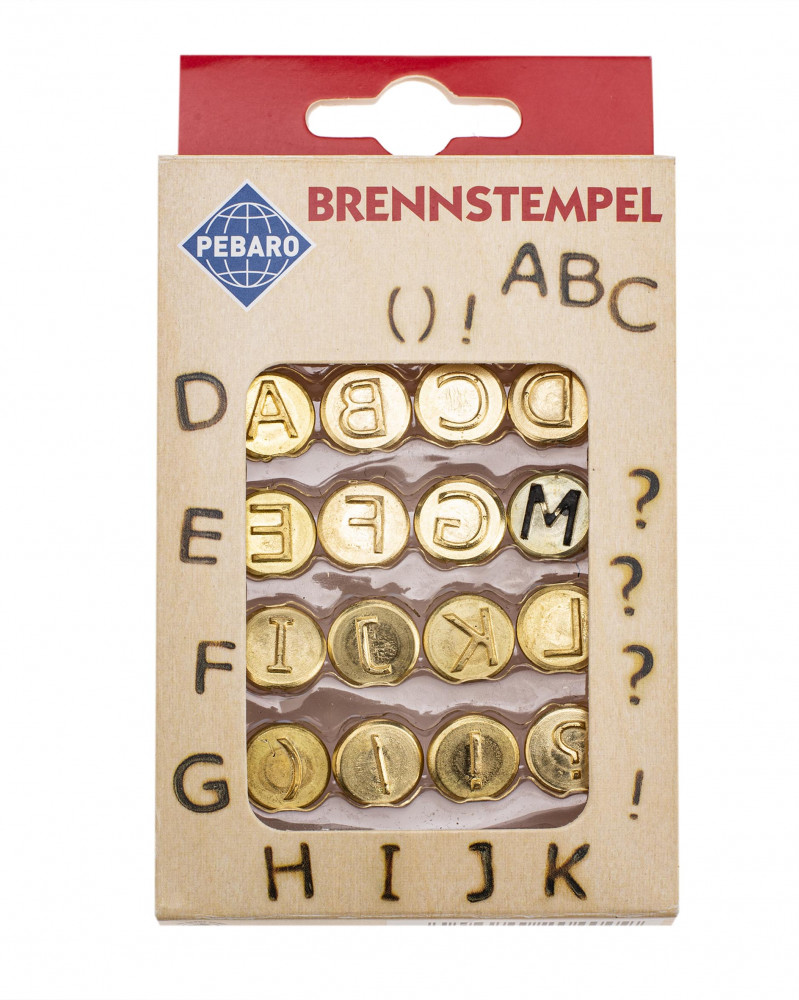 BRENNSTEMPEL
PEBARO
ABC
()!
D
A B C D
E
E F G M
?
?
F
I J K L
?
G
( ) ! ?
!
H I J K